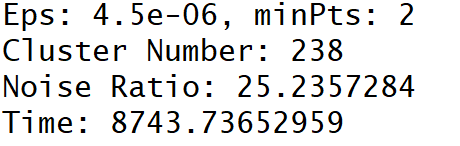 Eps: 4.5e-06, minPts: 2
Cluster Number: 238
Noise Ratio: 25.2357284
Time: 8743.73652959